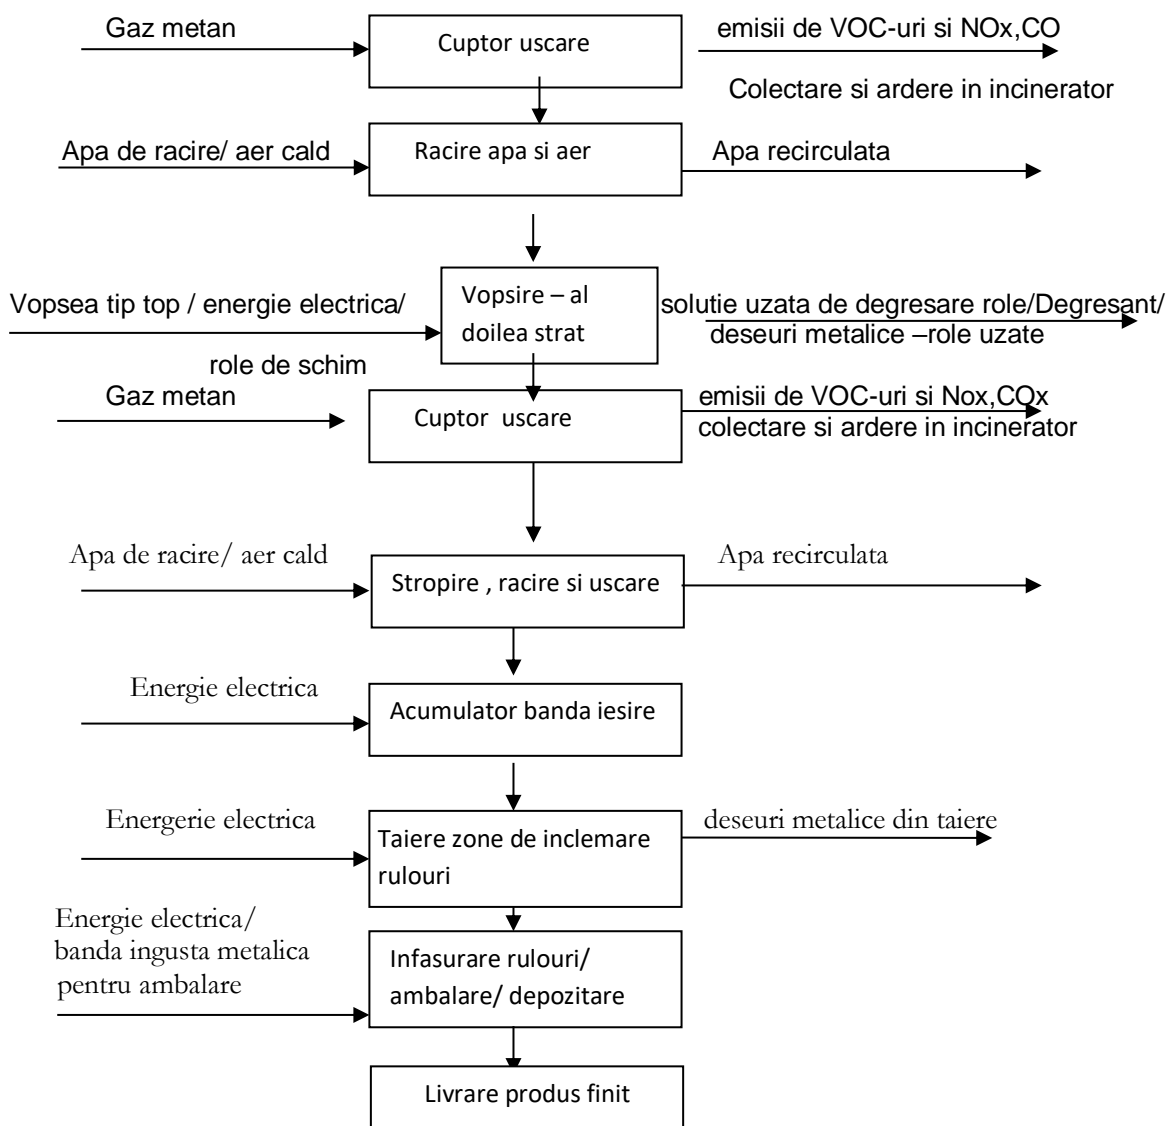 Gaz metan
Cuptor uscare
emisii de VOC-uri si NOx,CO
Colectare si ardere in incinerator
Apa de racire/ aer cald
Racire apa si aer
Apa recirculata
Vopsea tip top / energie electrica/
role de schim
Vopsire – al
doilea strat
solutie uzata de degresare role/Degresant/
deseuri metalice –role uzate
Gaz metan
Cuptor uscare
emisii de VOC-uri si Nox,COx
colectare si ardere in incinerator
Apa de racire/ aer cald
Stropire , racire si uscare
Apa recirculata
Energie electrica
Acumulator banda iesire
Energerie electrica
Taiere zone de inclemare
rulouri
deseuri metalice din taiere
Energie electrica/
banda ingusta metalica
pentru ambalare
Infasurare rulouri/
ambalare/ depozitare
Livrare produs finit